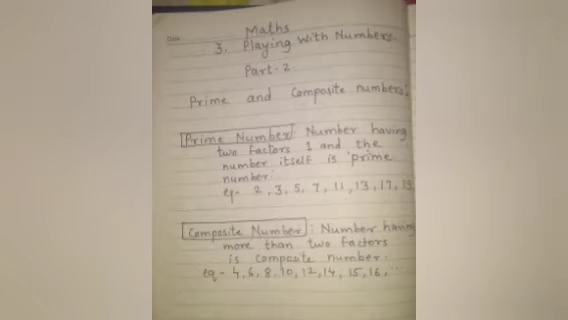 Date
Maths
3. Playing With Numbers.
Part-2
Prime and Composite numbers:
Prime Number: Number having
two factors 1 and the
number itself is prime
number.
eg- 2, 3, 5, 7, 11, 13, 17, 19
Composite Number: Number having
more than two factors
is composite number.
eg- 4, 6, 8, 10, 12, 14, 15, 16, ...